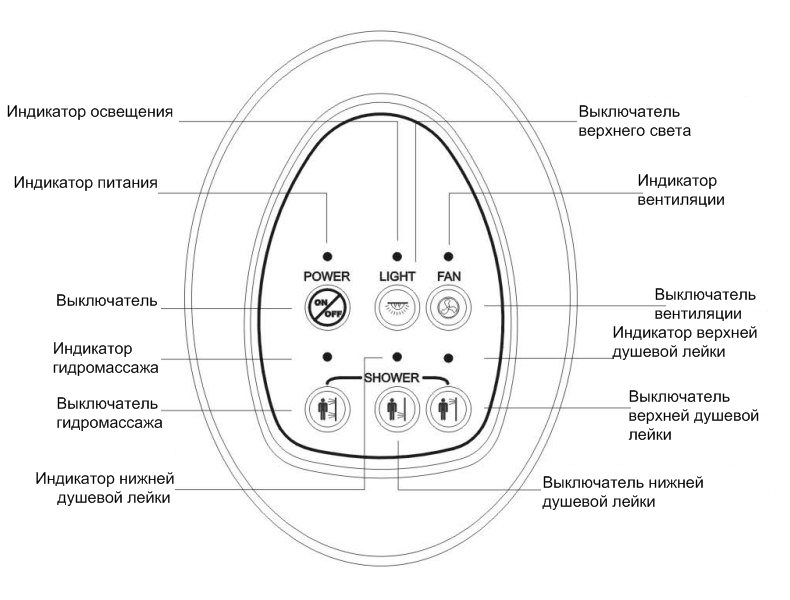 Индикатор освещения
Выключатель
верхнего света
Индикатор питания
Индикатор
вентиляции
POWER
LIGHT
FAN
ON
OFF
Выключатель
Выключатель
вентиляции
Индикатор верхней
душевой лейки
Индикатор
гидромассажа
SHOWER
Выключатель
гидромассажа
Выключатель
верхней душевой
лейки
Индикатор нижней
душевой лейки
Выключатель нижней
душевой лейки